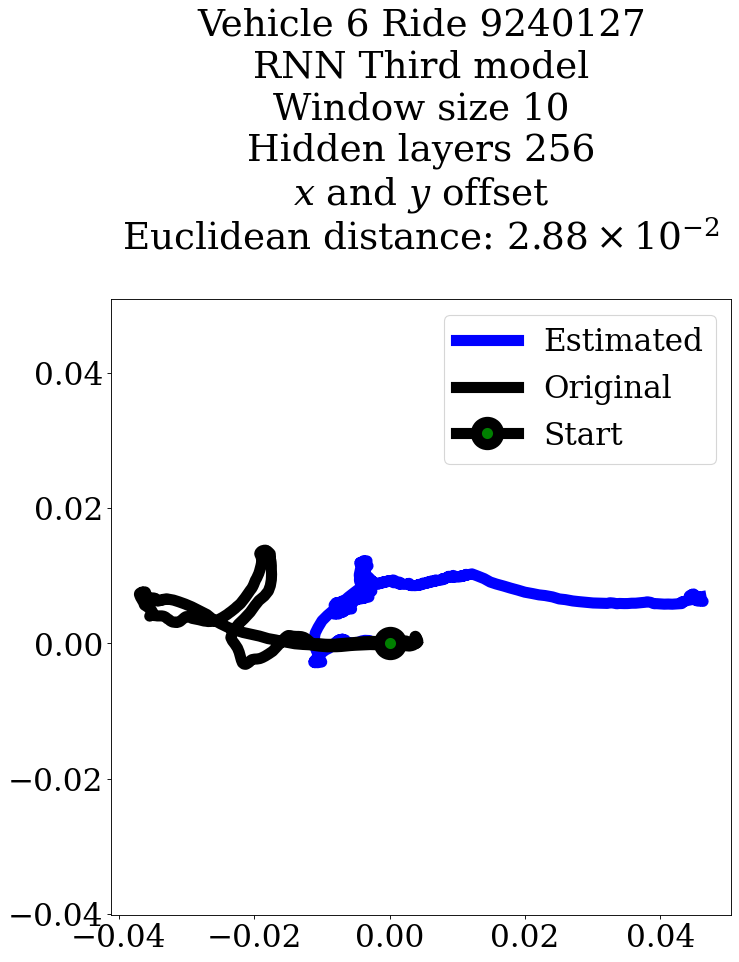 Vehicle 6 Ride 9240127
RNN Third model
Window size 10
Hidden layers 256
x and y offset
Euclidean distance: 2.88 × 10⁻²
Estimated
Original
Start
0.04
0.02
0.00
−0.02
−0.04
−0.04 −0.02 0.00 0.02 0.04